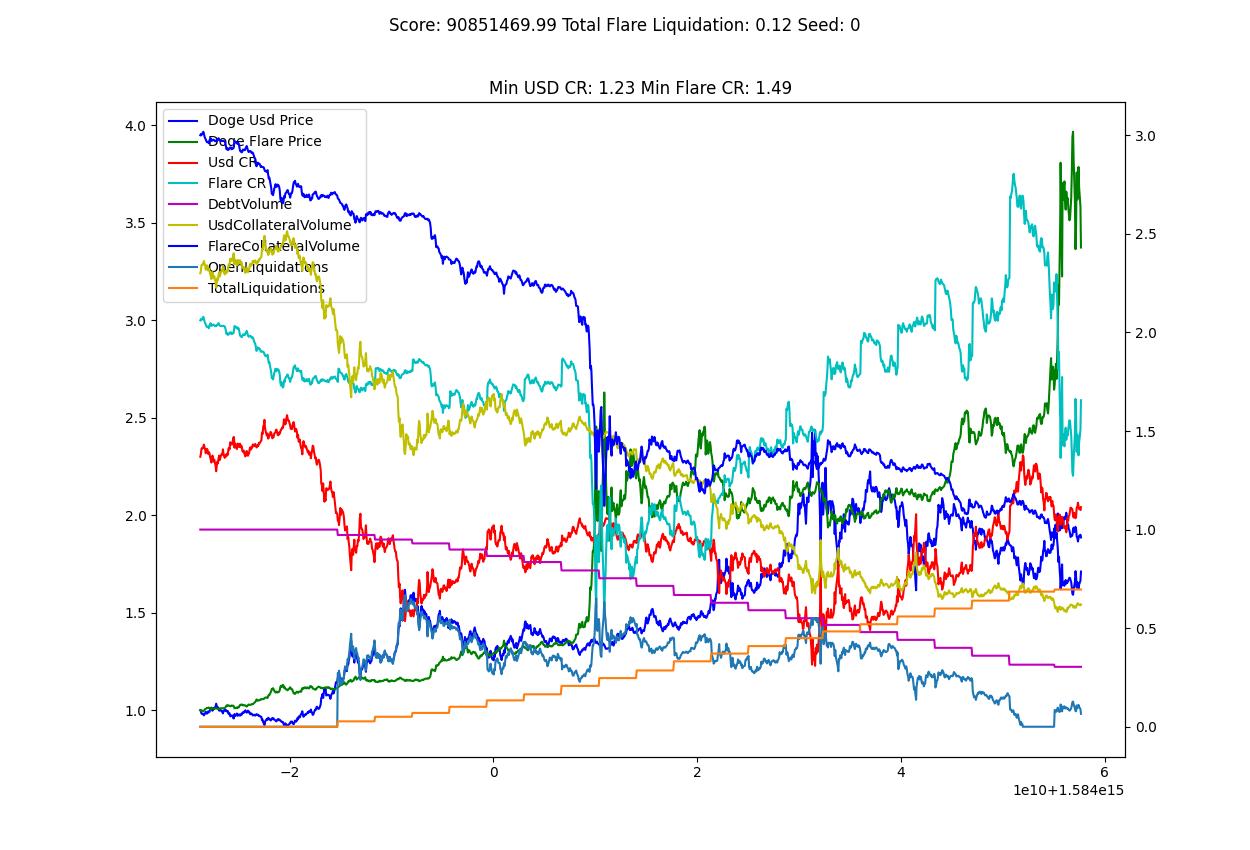 Score: 90851469.99 Total Flare Liquidation: 0.12 Seed: 0
Min USD CR: 1.23 Min Flare CR: 1.49
Doge Usd Price
Doge Flare Price
Usd CR
Flare CR
DebtVolume
UsdCollateralVolume
FlareCollateralVolume
OpenLiquidations
TotalLiquidations
4.0
3.5
3.0
2.5
2.0
1.5
1.0
3.0
2.5
2.0
1.5
1.0
0.5
0.0
−2
0
2
4
6
1e10+1.584e15